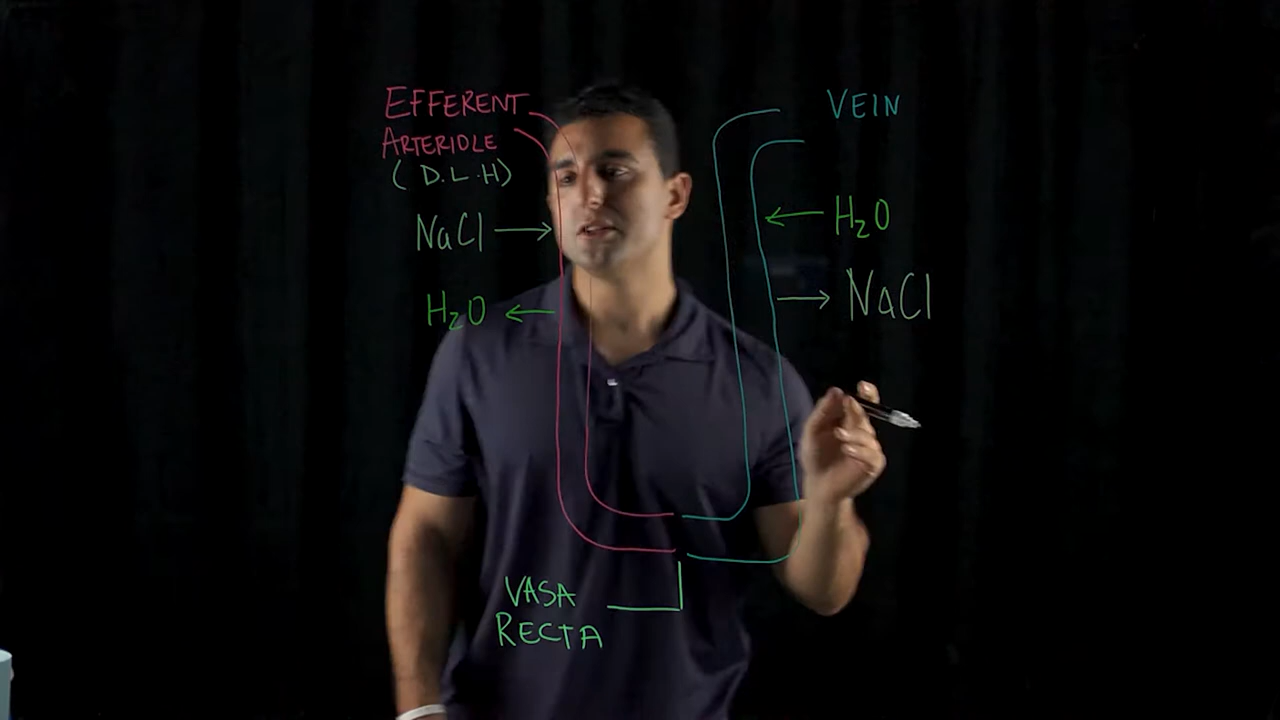 EFFERENT
ARTERIOLE
(D.L.H)
NaCl
H₂O
VEIN
H₂O
NaCl
VASA
RECTA